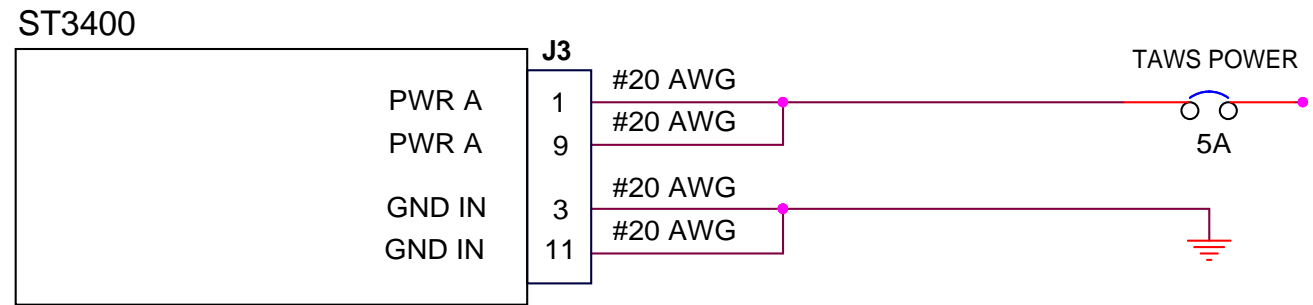 ST3400
J3
TAWS POWER
PWR A 1 #20 AWG
PWR A 9 #20 AWG
5A
GND IN 3 #20 AWG
GND IN 11 #20 AWG